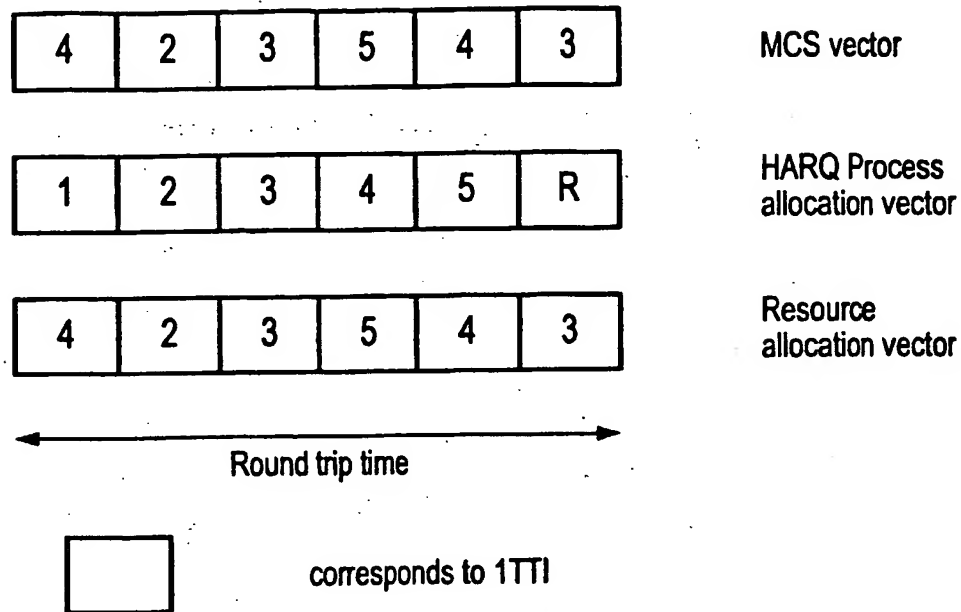 4 2 3 5 4 3 MCS vector
1 2 3 4 5 R HARQ Process
allocation vector
4 2 3 5 4 3 Resource
allocation vector
Round trip time
corresponds to 1TTI